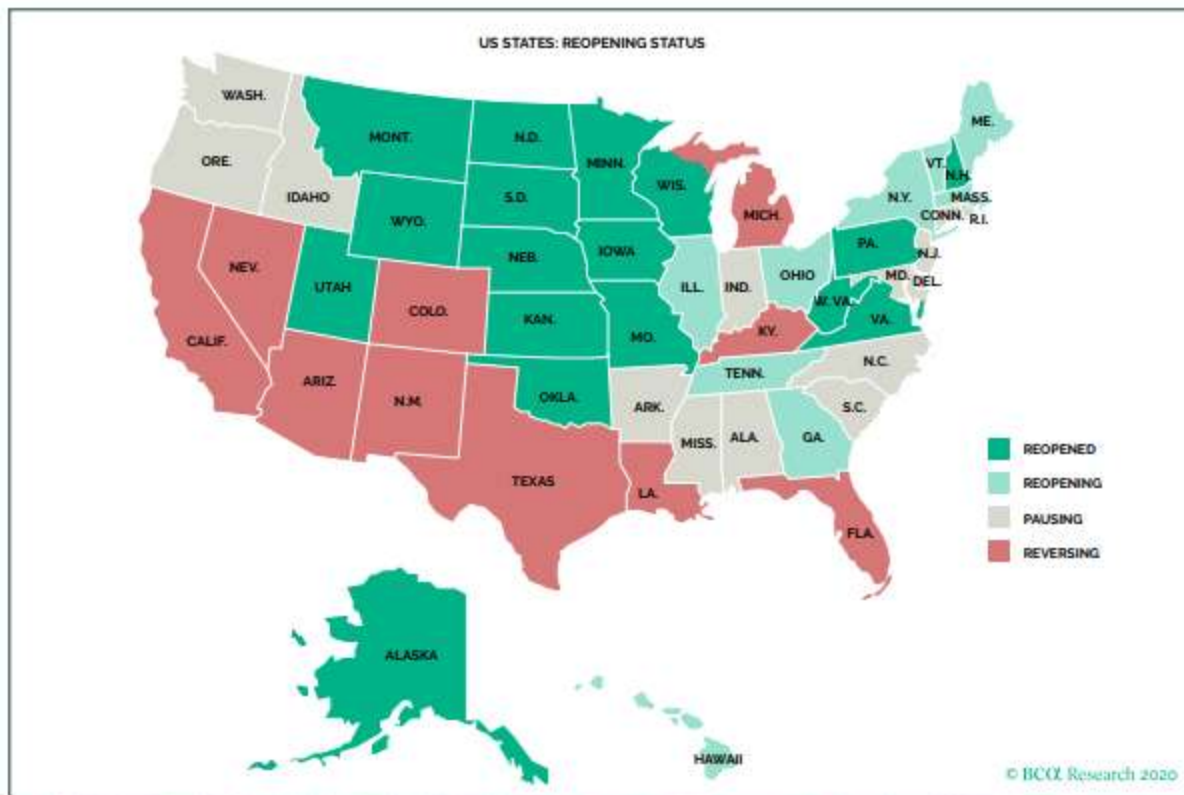 US STATES: REOPENING STATUS
WASH.
ME.
MONT.
N.D.
ORE.
MINN.
VT.
N.H.
IDAHO
S.D.
WIS.
N.Y.
MASS.
WYO.
MICH.
CONN.
R.I.
NEB.
IOWA
PA.
N.J.
NEV.
UTAH
ILL.
IND.
OHIO
MD.
DEL.
COLO.
KAN.
MO.
W. VA.
VA.
CALIF.
KY.
N.C.
ARIZ.
N.M.
OKLA.
ARK.
TENN.
S.C.
MISS.
ALA.
GA.
TEXAS
LA.
FLA.
REOPENED
REOPENING
PAUSING
REVERSING
ALASKA
HAWAII
© BCα Research 2020